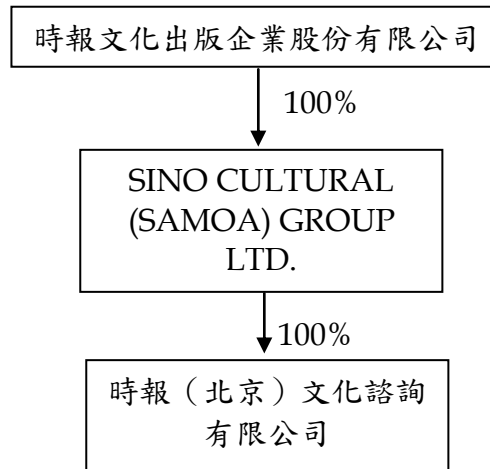 時報文化出版企業股份有限公司
100%
SINO CULTURAL
(SAMOA) GROUP
LTD.
100%
時報（北京）文化諮詢
有限公司